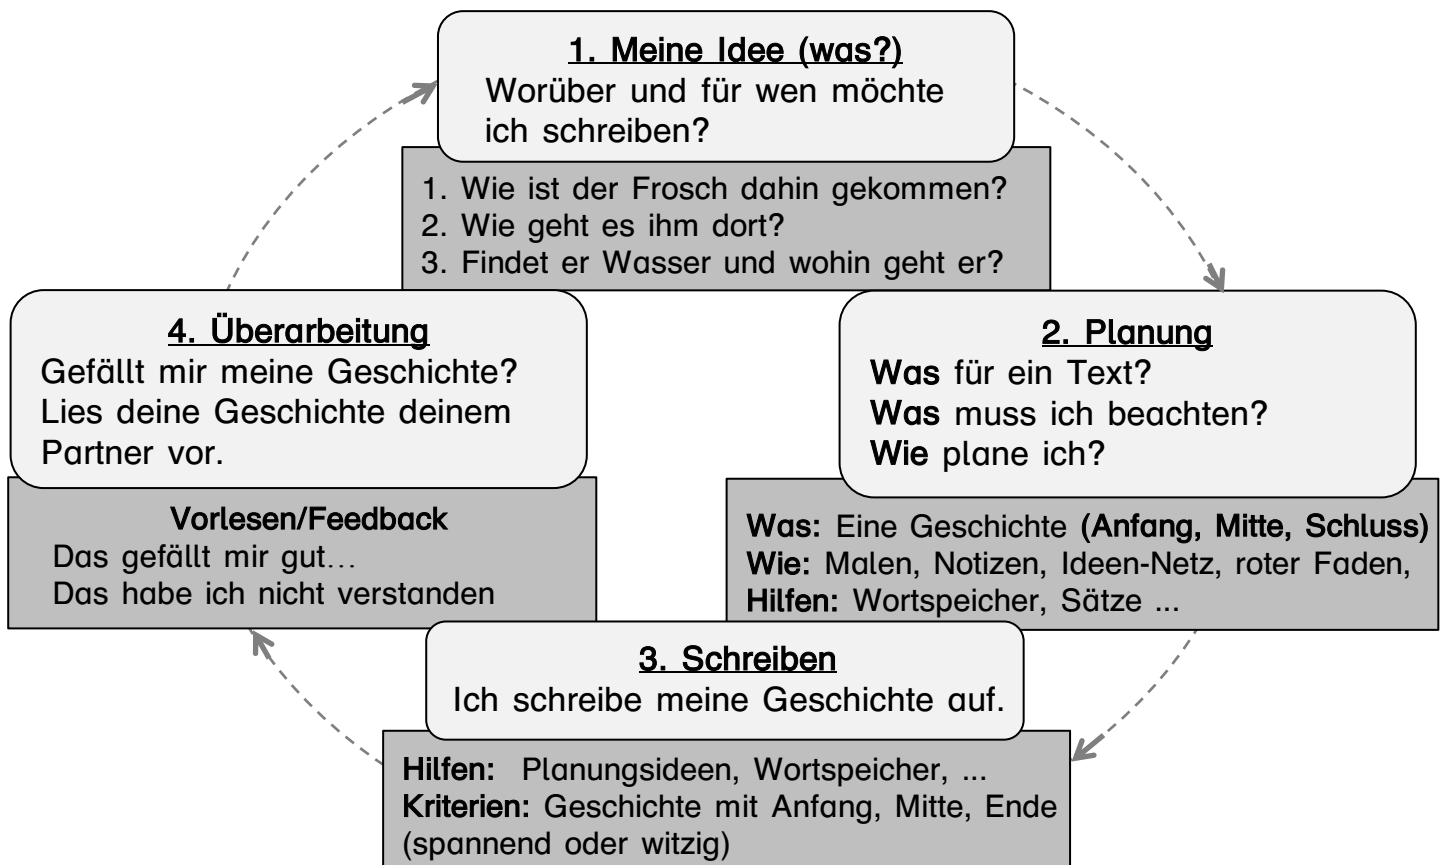 1. Meine Idee (was?)
Worüber und für wen möchte
ich schreiben?
1. Wie ist der Frosch dahin gekommen?
2. Wie geht es ihm dort?
3. Findet er Wasser und wohin geht er?
2. Planung
Was für ein Text?
Was muss ich beachten?
Wie plane ich?
Was: Eine Geschichte (Anfang, Mitte, Schluss)
Wie: Malen, Notizen, Ideen-Netz, roter Faden,
Hilfen: Wortspeicher, Sätze ...
3. Schreiben
Ich schreibe meine Geschichte auf.
Hilfen: Planungsideen, Wortspeicher, ...
Kriterien: Geschichte mit Anfang, Mitte, Ende
(spannend oder witzig)
4. Überarbeitung
Gefällt mir meine Geschichte?
Lies deine Geschichte deinem
Partner vor.
Vorlesen/Feedback
Das gefällt mir gut…
Das habe ich nicht verstanden